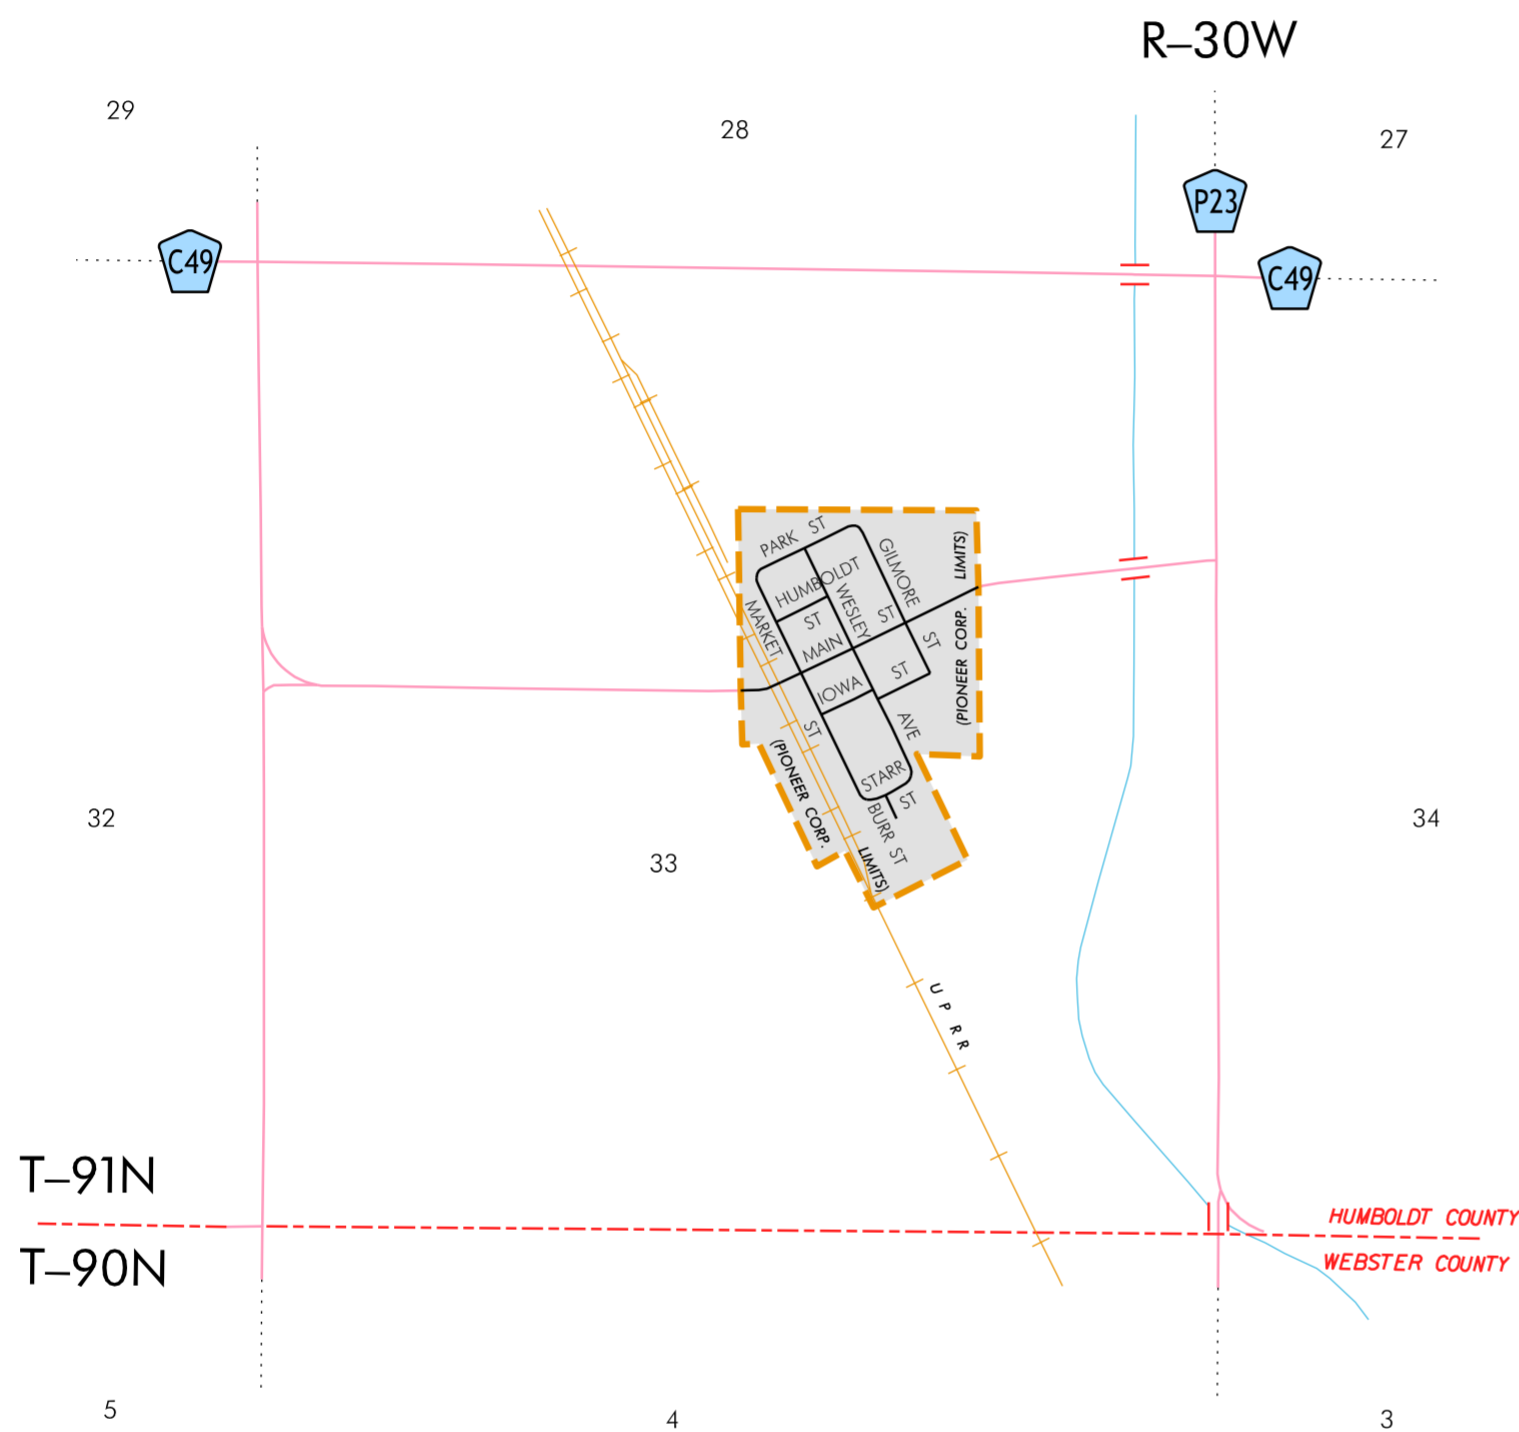 R–30W
29
28
27
P23
C49
C49
PARK ST
GILMORE ST
HUMBOLDT ST
WESLEY AVE
MARKET ST
MAIN ST
IOWA ST
STARR ST
BURR ST
(PIONEER CORP. LIMITS)
(PIONEER CORP. LIMITS)
32
33
34
U P R R
T–91N
HUMBOLDT COUNTY
T–90N
WEBSTER COUNTY
5
4
3